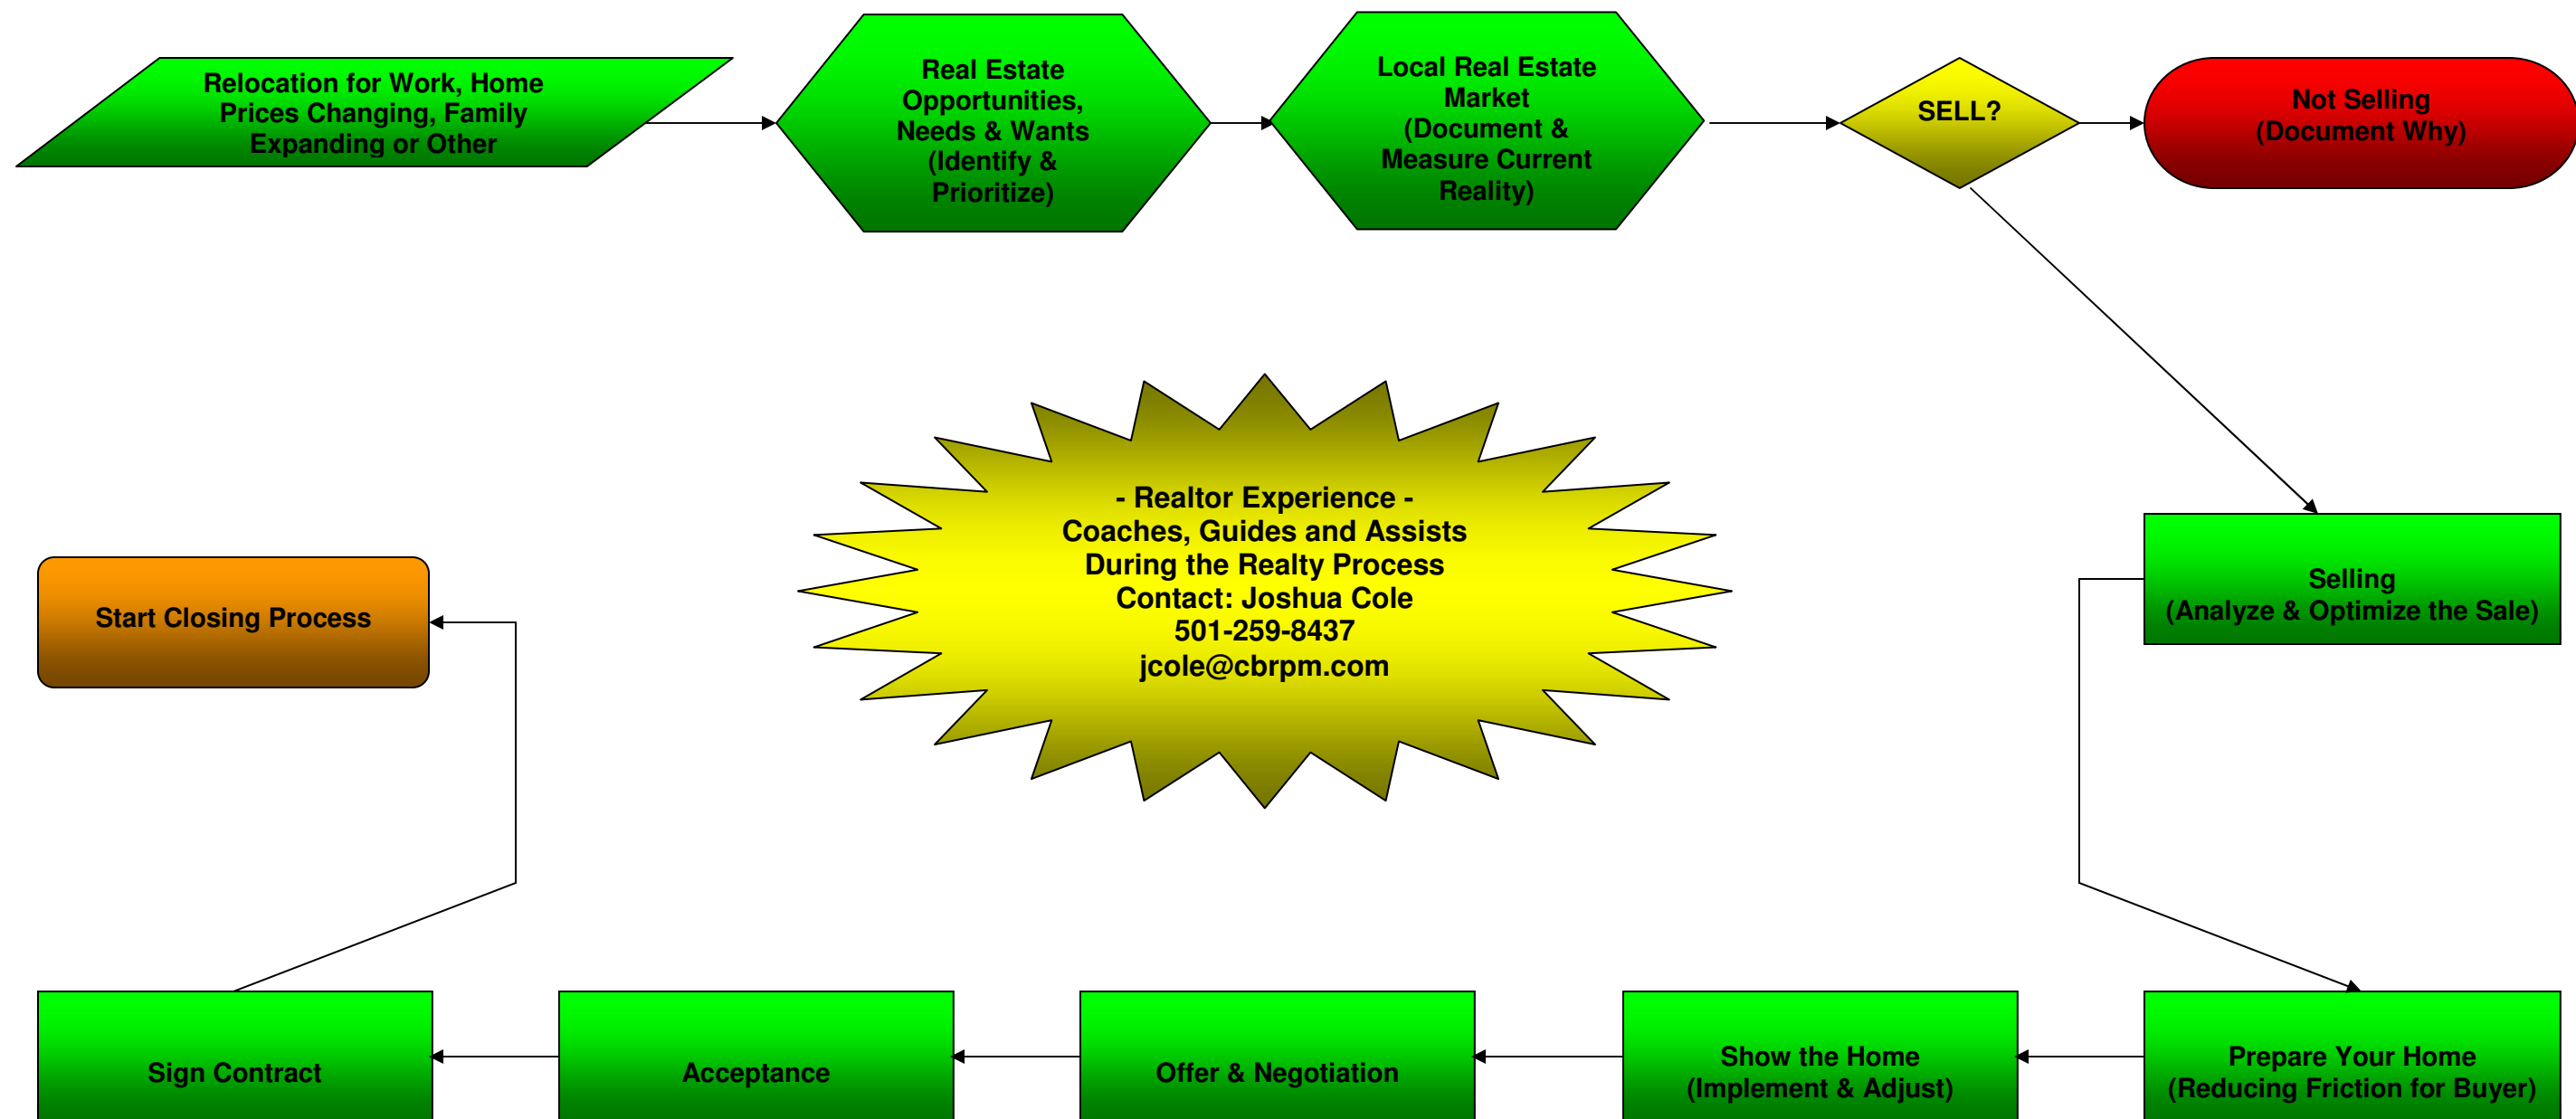 Relocation for Work, Home
Prices Changing, Family
Expanding or Other
Real Estate
Opportunities,
Needs & Wants
(Identify &
Prioritize)
Local Real Estate
Market
(Document &
Measure Current
Reality)
SELL?
Not Selling
(Document Why)
- Realtor Experience -
Coaches, Guides and Assists
During the Realty Process
Contact: Joshua Cole
501-259-8437
jcole@cbrpm.com
Selling
(Analyze & Optimize the Sale)
Start Closing Process
Sign Contract
Acceptance
Offer & Negotiation
Show the Home
(Implement & Adjust)
Prepare Your Home
(Reducing Friction for Buyer)